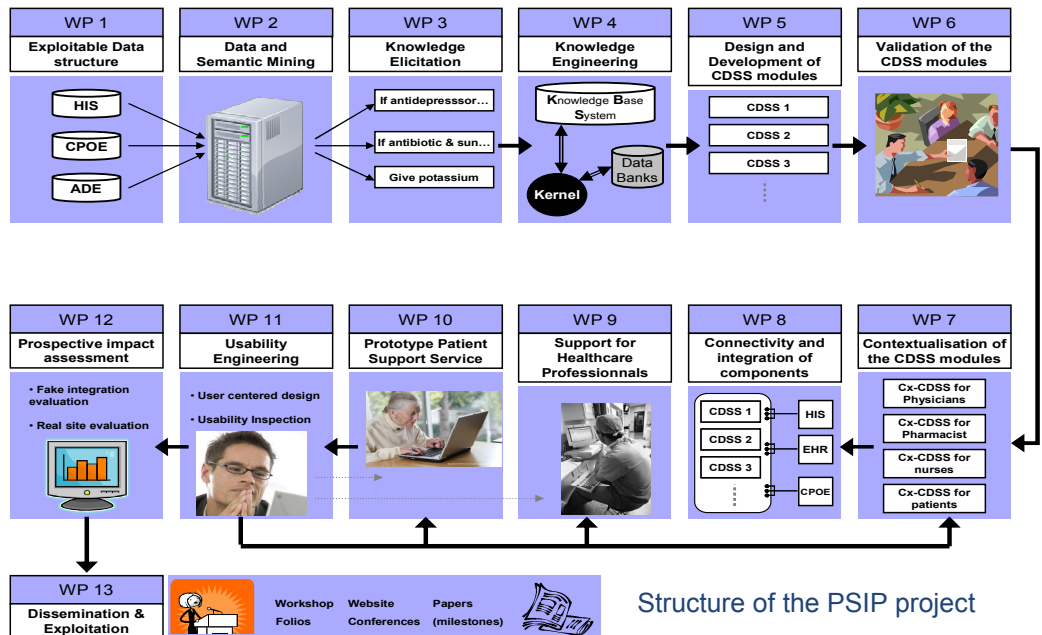 WP 1
Exploitable Data
structure
HIS
CPOE
ADE
WP 2
Data and
Semantic Mining
WP 3
Knowledge
Elicitation
If antidepresssor...
If antibiotic & sun...
Give potassium
WP 4
Knowledge
Engineering
Knowledge Base
System
Data
Banks
Kernel
WP 5
Design and
Development of
CDSS modules
CDSS 1
CDSS 2
CDSS 3
WP 6
Validation of the
CDSS modules
WP 12
Prospective impact
assessment
• Fake integration
evaluation
• Real site evaluation
WP 11
Usability
Engineering
• User centered design
• Usability Inspection
WP 10
Prototype Patient
Support Service
WP 9
Support for
Healthcare
Professionnals
WP 8
Connectivity and
integration of
components
CDSS 1
CDSS 2
CDSS 3
HIS
EHR
CPOE
WP 7
Contextualisation of
the CDSS modules
Cx-CDSS for
Physicians
Cx-CDSS for
Pharmacist
Cx-CDSS for
nurses
Cx-CDSS for
patients
WP 13
Dissemination &
Exploitation
Workshop Website Papers
Folios Conferences (milestones)
Structure of the PSIP project